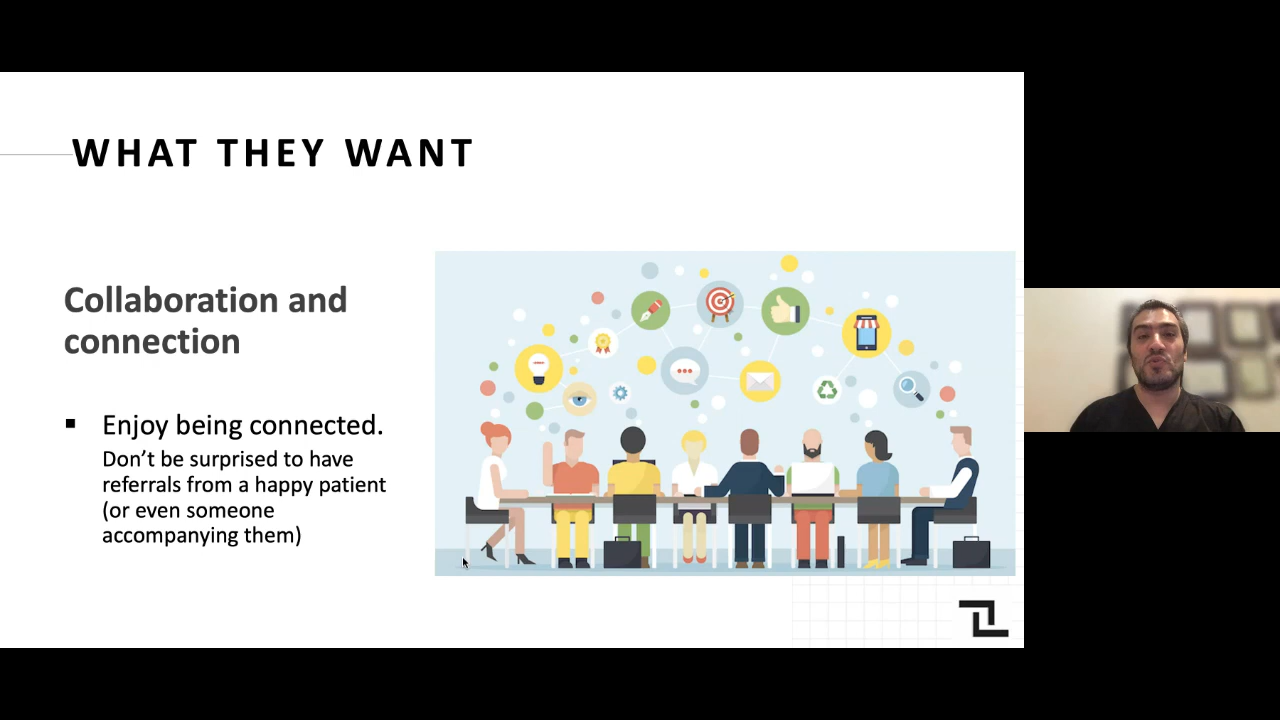 WHAT THEY WANT
Collaboration and
connection
▪ Enjoy being connected.
Don’t be surprised to have
referrals from a happy patient
(or even someone
accompanying them)